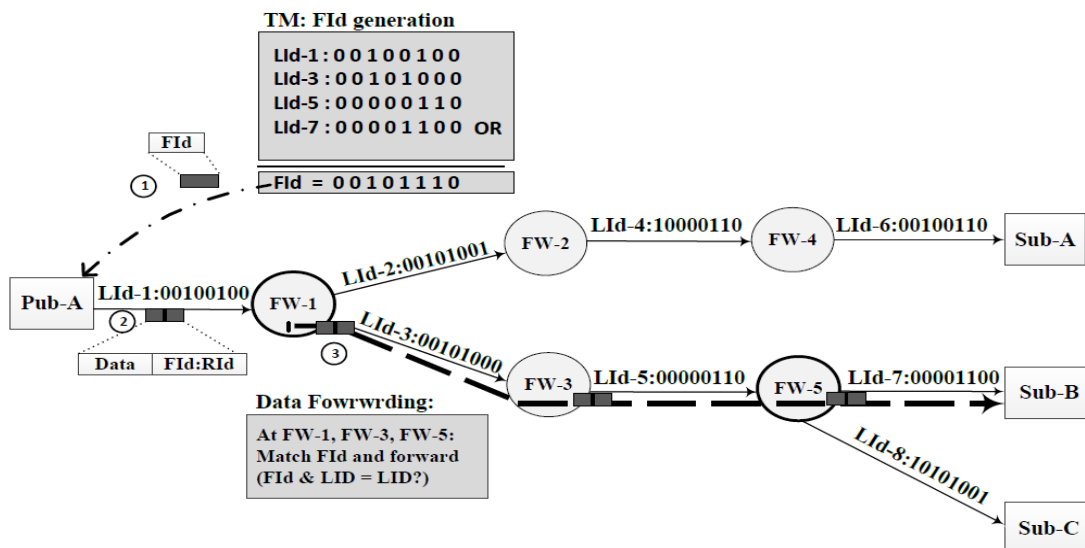 TM: FId generation
LId-1 : 0 0 1 0 0 1 0 0
LId-3 : 0 0 1 0 1 0 0 0
LId-5 : 0 0 0 0 0 1 1 0
LId-7 : 0 0 0 0 1 1 0 0 OR
FId = 0 0 1 0 1 1 1 0
FId
1
Pub-A
LId-1:00100100
2
Data
FId:RId
FW-1
LId-2:00101001
FW-2
LId-4:10000110
FW-4
LId-6:00100110
Sub-A
3
LId-3:00101000
FW-3
LId-5:00000110
FW-5
LId-7:00001100
Sub-B
LId-8:10101001
Sub-C
Data Fowrwrding:
At FW-1, FW-3, FW-5:
Match FId and forward
(FId & LID = LID?)